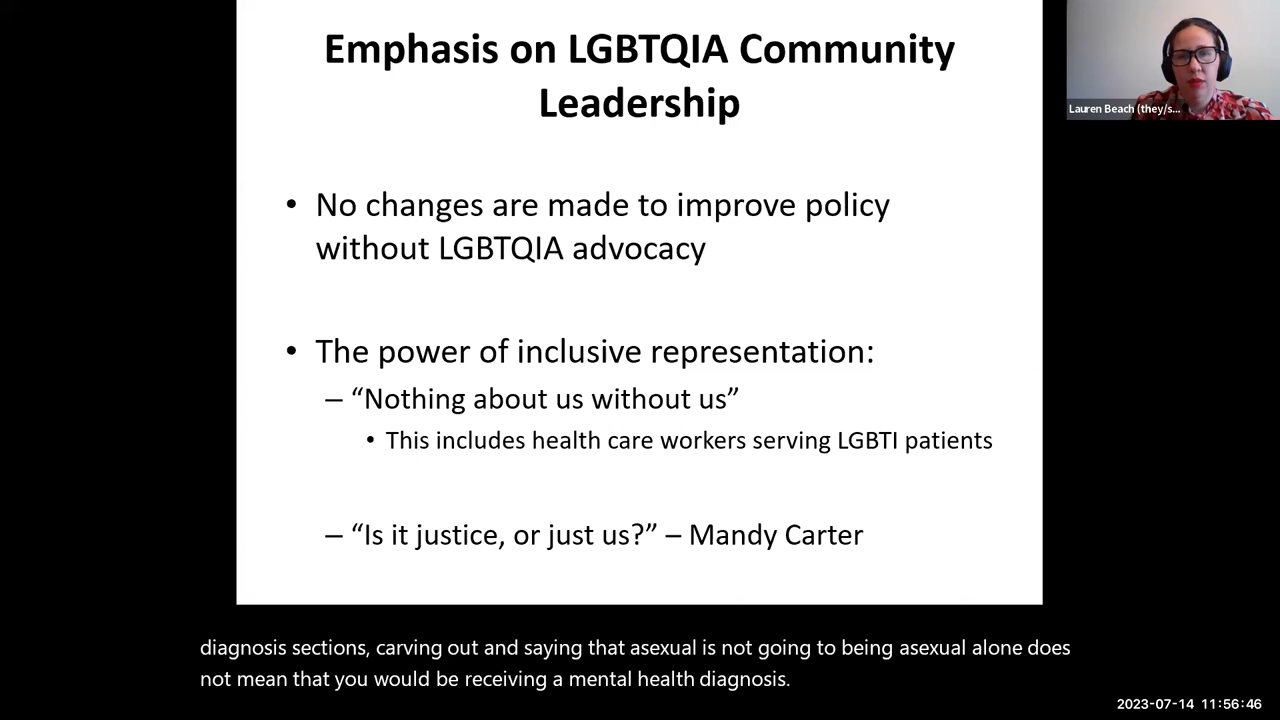 Emphasis on LGBTQIA Community
Leadership
Lauren Beach (they/s...
• No changes are made to improve policy
without LGBTQIA advocacy
• The power of inclusive representation:
– “Nothing about us without us”
• This includes health care workers serving LGBTI patients
– “Is it justice, or just us?” – Mandy Carter
diagnosis sections, carving out and saying that asexual is not going to being asexual alone does
not mean that you would be receiving a mental health diagnosis.
2023-07-14 11:56:46